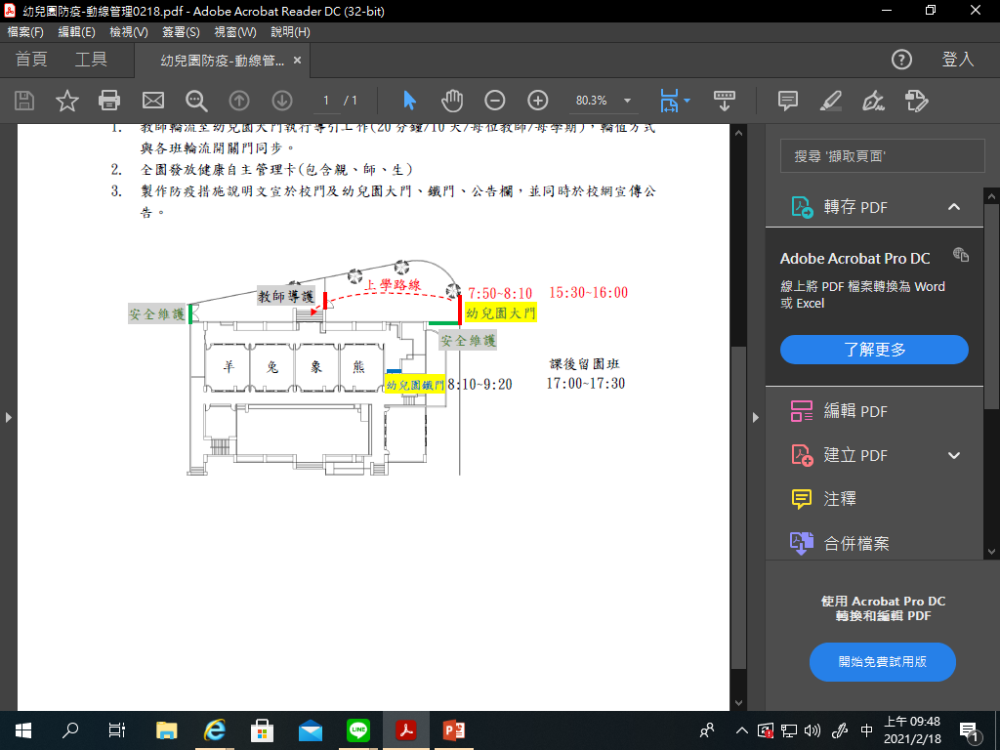 幼兒園防疫-動線管理0218.pdf - Adobe Acrobat Reader DC (32-bit)
檔案(F) 編輯(E) 檢視(V) 簽署(S) 視窗(W) 說明(H)
首頁 工具 幼兒園防疫-動線管... × 登入
1 / 1 80.3%
1. 教師輪流至幼兒園大門執行導引工作(20分鐘/10天/每位教師/每學期)，輪值方式
與各班輪流開關門同步。
2. 全園發放健康自主管理卡(包含親、師、生)
3. 製作防疫措施說明文宣於校門及幼兒園大門、鐵門、公告欄，並同時於校網宣傳公
告。
上學路線
教師導護
7:50~8:10 15:30~16:00
安全維護
幼兒園大門
安全維護
羊 兔 象 熊
課後留園班
幼兒園鐵門 8:10~9:20 17:00~17:30
搜尋 '擷取頁面'
轉存 PDF
Adobe Acrobat Pro DC
線上將 PDF 檔案轉換為 Word
或 Excel
了解更多
編輯 PDF
建立 PDF
注釋
合併檔案
使用 Acrobat Pro DC
轉換和編輯 PDF
開始免費試用版
LINE
中
上午 09:48
2021/2/18
1